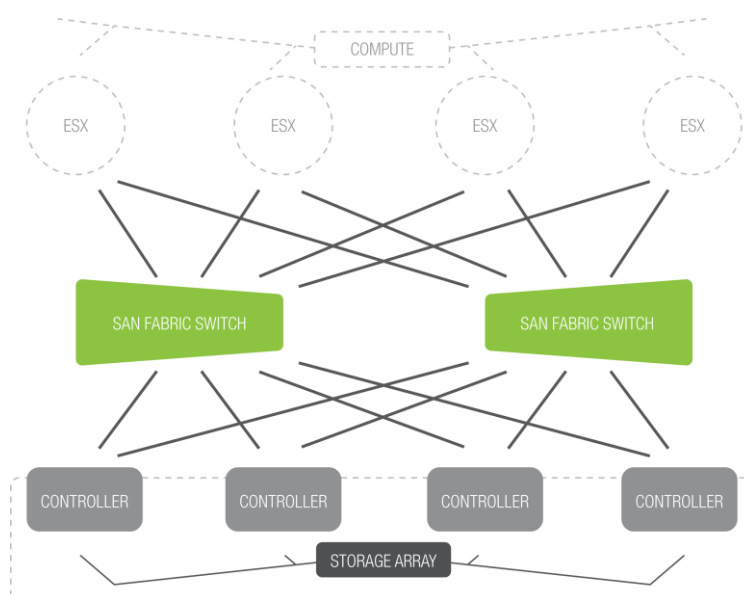 COMPUTE
ESX
ESX
ESX
ESX
SAN FABRIC SWITCH
SAN FABRIC SWITCH
CONTROLLER
CONTROLLER
CONTROLLER
CONTROLLER
STORAGE ARRAY